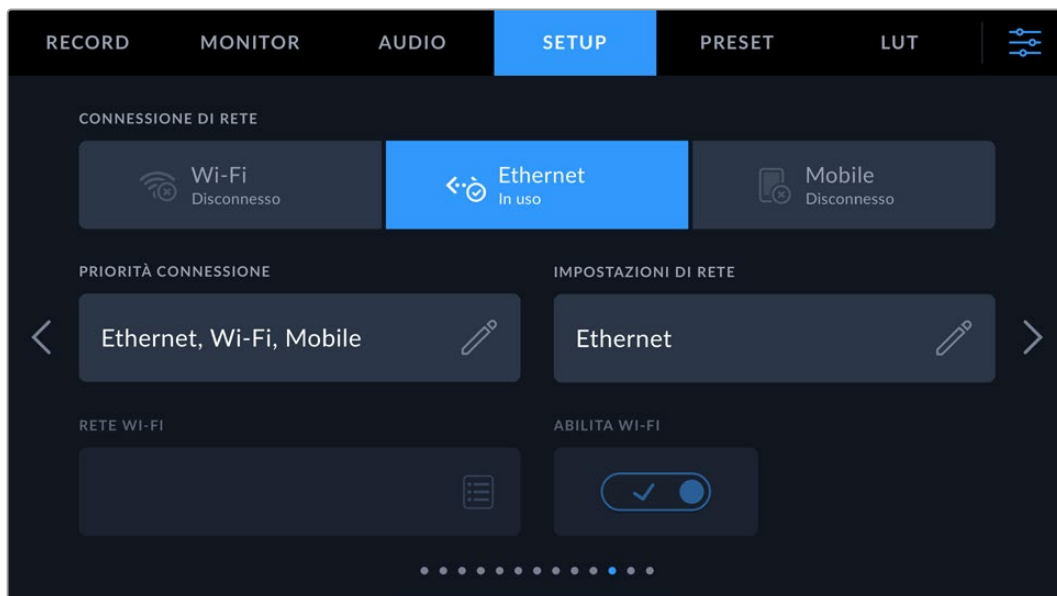 RECORD MONITOR AUDIO SETUP PRESET LUT
CONNESSIONE DI RETE
Wi-Fi
Disconnesso
Ethernet
In uso
Mobile
Disconnesso
PRIORITÀ CONNESSIONE
Ethernet, Wi-Fi, Mobile
IMPOSTAZIONI DI RETE
Ethernet
RETE WI-FI
ABILITA WI-FI